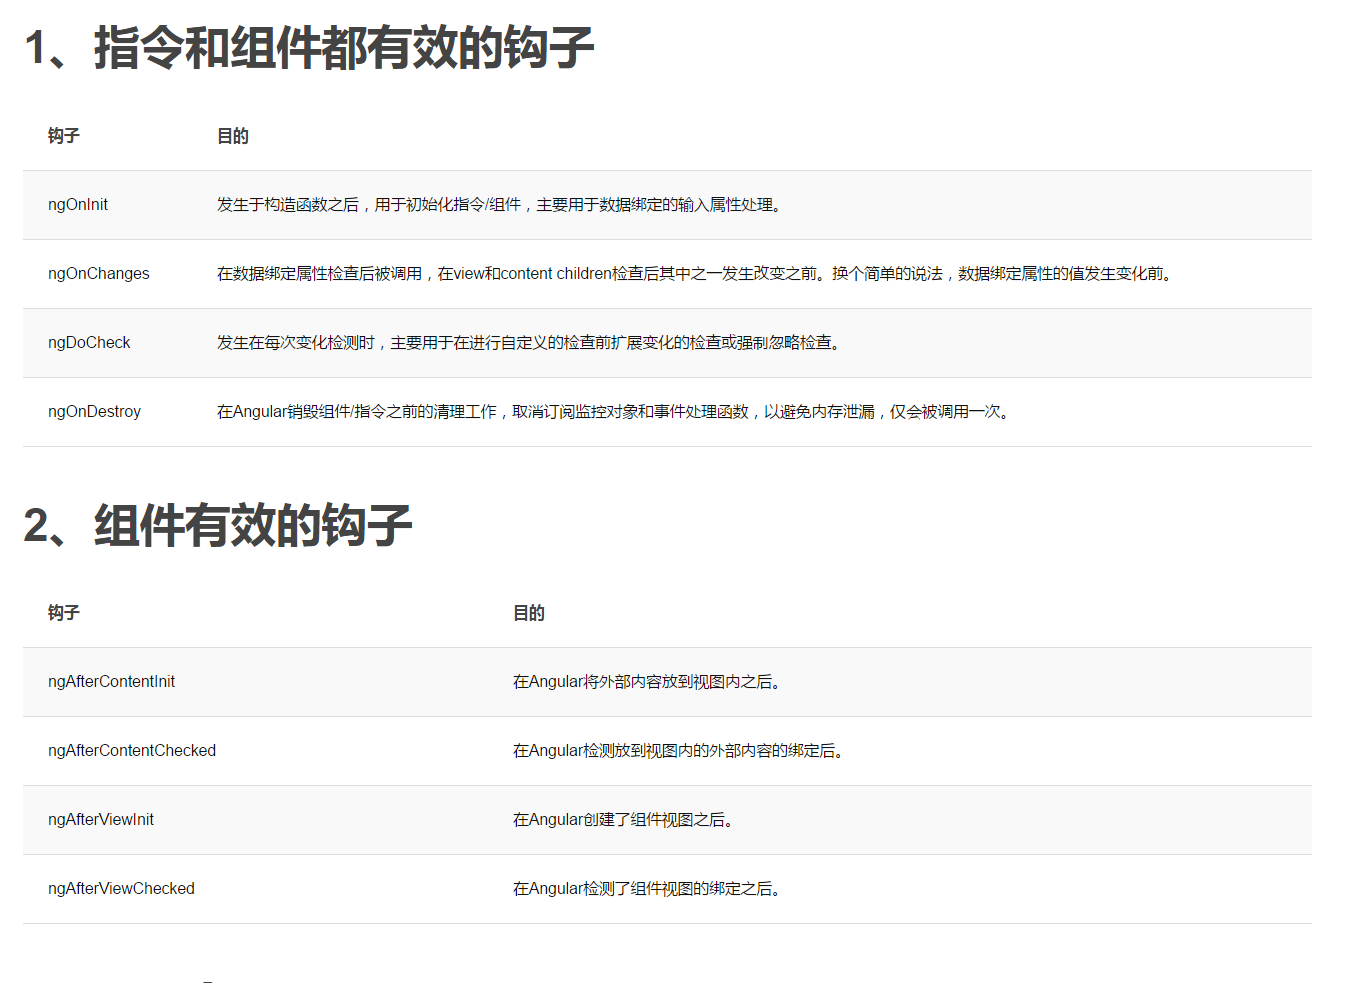 1、指令和组件都有效的钩子
钩子 目的
ngOnInit 发生于构造函数之后，用于初始化指令/组件，主要用于数据绑定的输入属性处理。
ngOnChanges 在数据绑定属性检查后被调用，在view和content children检查后其中之一发生改变之前。换个简单的说法，数据绑定属性的值发生变化前。
ngDoCheck 发生在每次变化检测时，主要用于在进行自定义的检查前扩展变化的检查或强制忽略检查。
ngOnDestroy 在Angular销毁组件/指令之前的清理工作，取消订阅监控对象和事件处理函数，以避免内存泄漏，仅会被调用一次。
2、组件有效的钩子
钩子 目的
ngAfterContentInit 在Angular将外部内容放到视图内之后。
ngAfterContentChecked 在Angular检测放到视图内的外部内容的绑定后。
ngAfterViewInit 在Angular创建了组件视图之后。
ngAfterViewChecked 在Angular检测了组件视图的绑定之后。